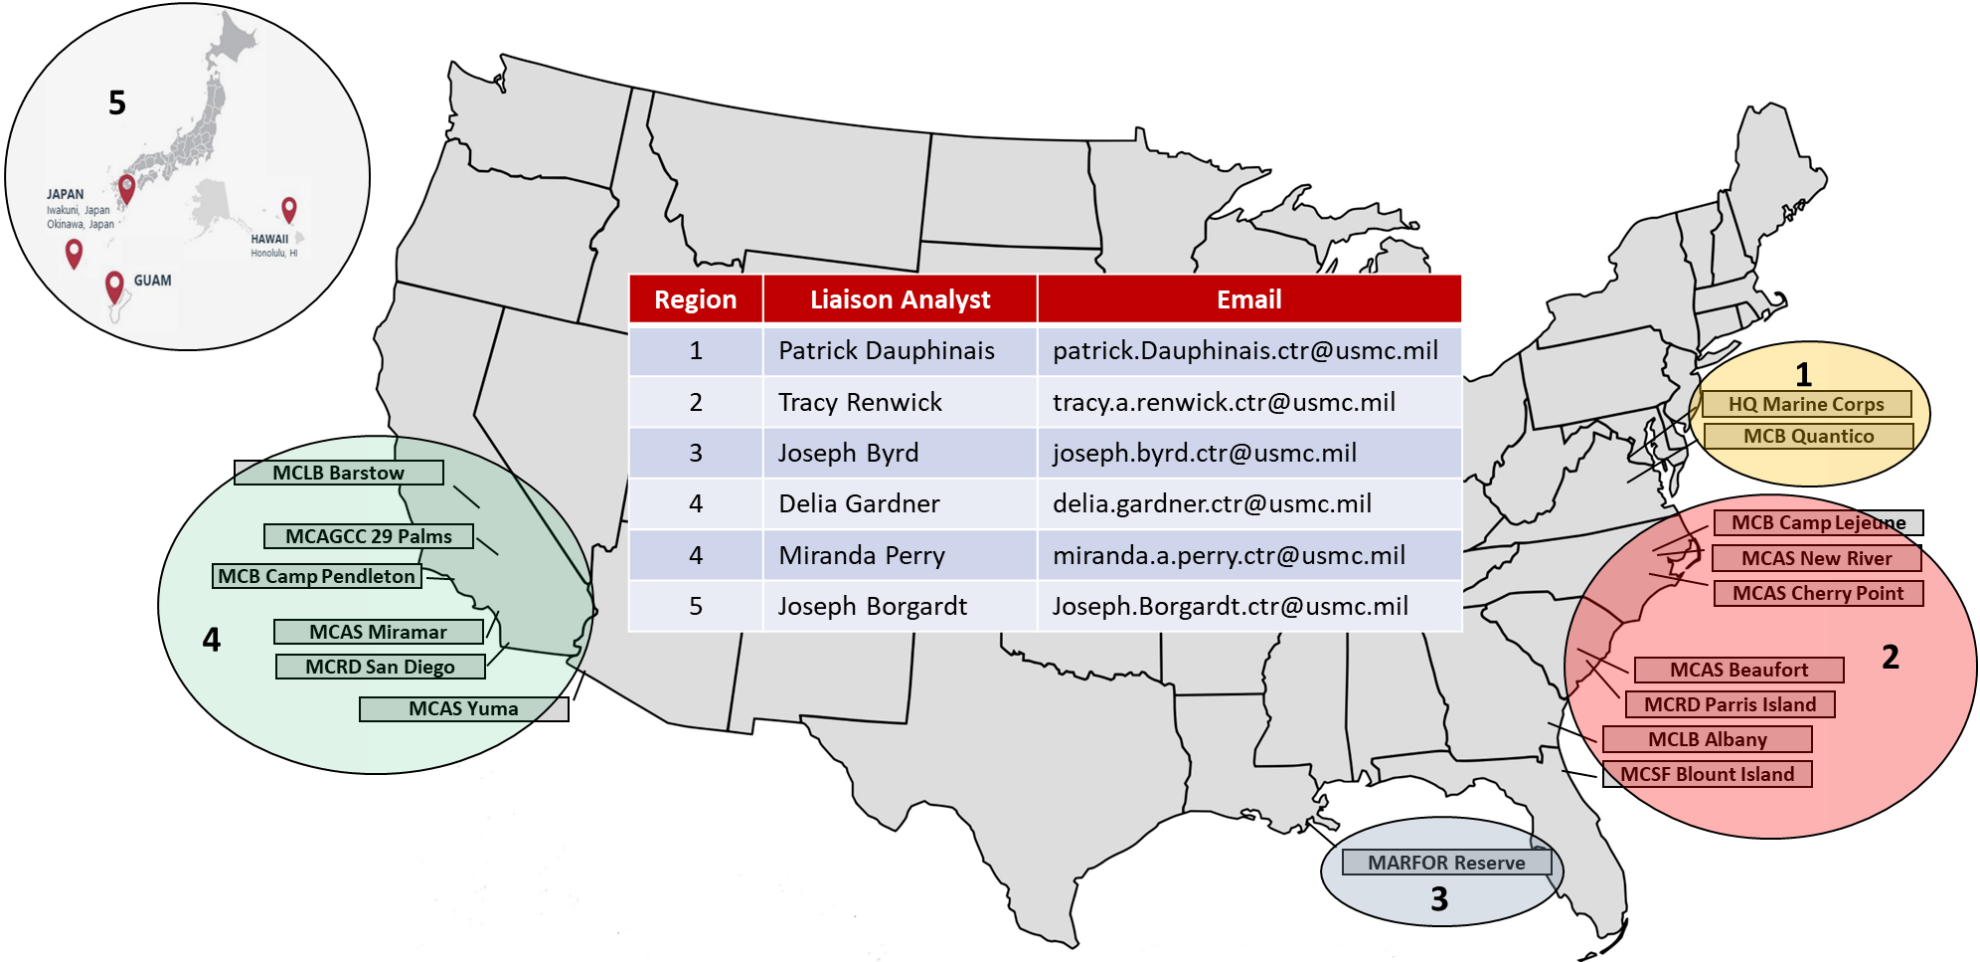 5
JAPAN
Iwakuni, Japan
Okinawa, Japan
HAWAII
Honolulu, HI
GUAM
Region Liaison Analyst Email
1 Patrick Dauphinais patrick.Dauphinais.ctr@usmc.mil
2 Tracy Renwick tracy.a.renwick.ctr@usmc.mil
3 Joseph Byrd joseph.byrd.ctr@usmc.mil
4 Delia Gardner delia.gardner.ctr@usmc.mil
4 Miranda Perry miranda.a.perry.ctr@usmc.mil
5 Joseph Borgardt Joseph.Borgardt.ctr@usmc.mil
1
HQ Marine Corps
MCB Quantico
MCLB Barstow
MCAGCC 29 Palms
MCB Camp Pendleton
4
MCAS Miramar
MCRD San Diego
MCAS Yuma
MCB Camp Lejeune
MCAS New River
MCAS Cherry Point
2
MCAS Beaufort
MCRD Parris Island
MCLB Albany
MCSF Blount Island
MARFOR Reserve
3